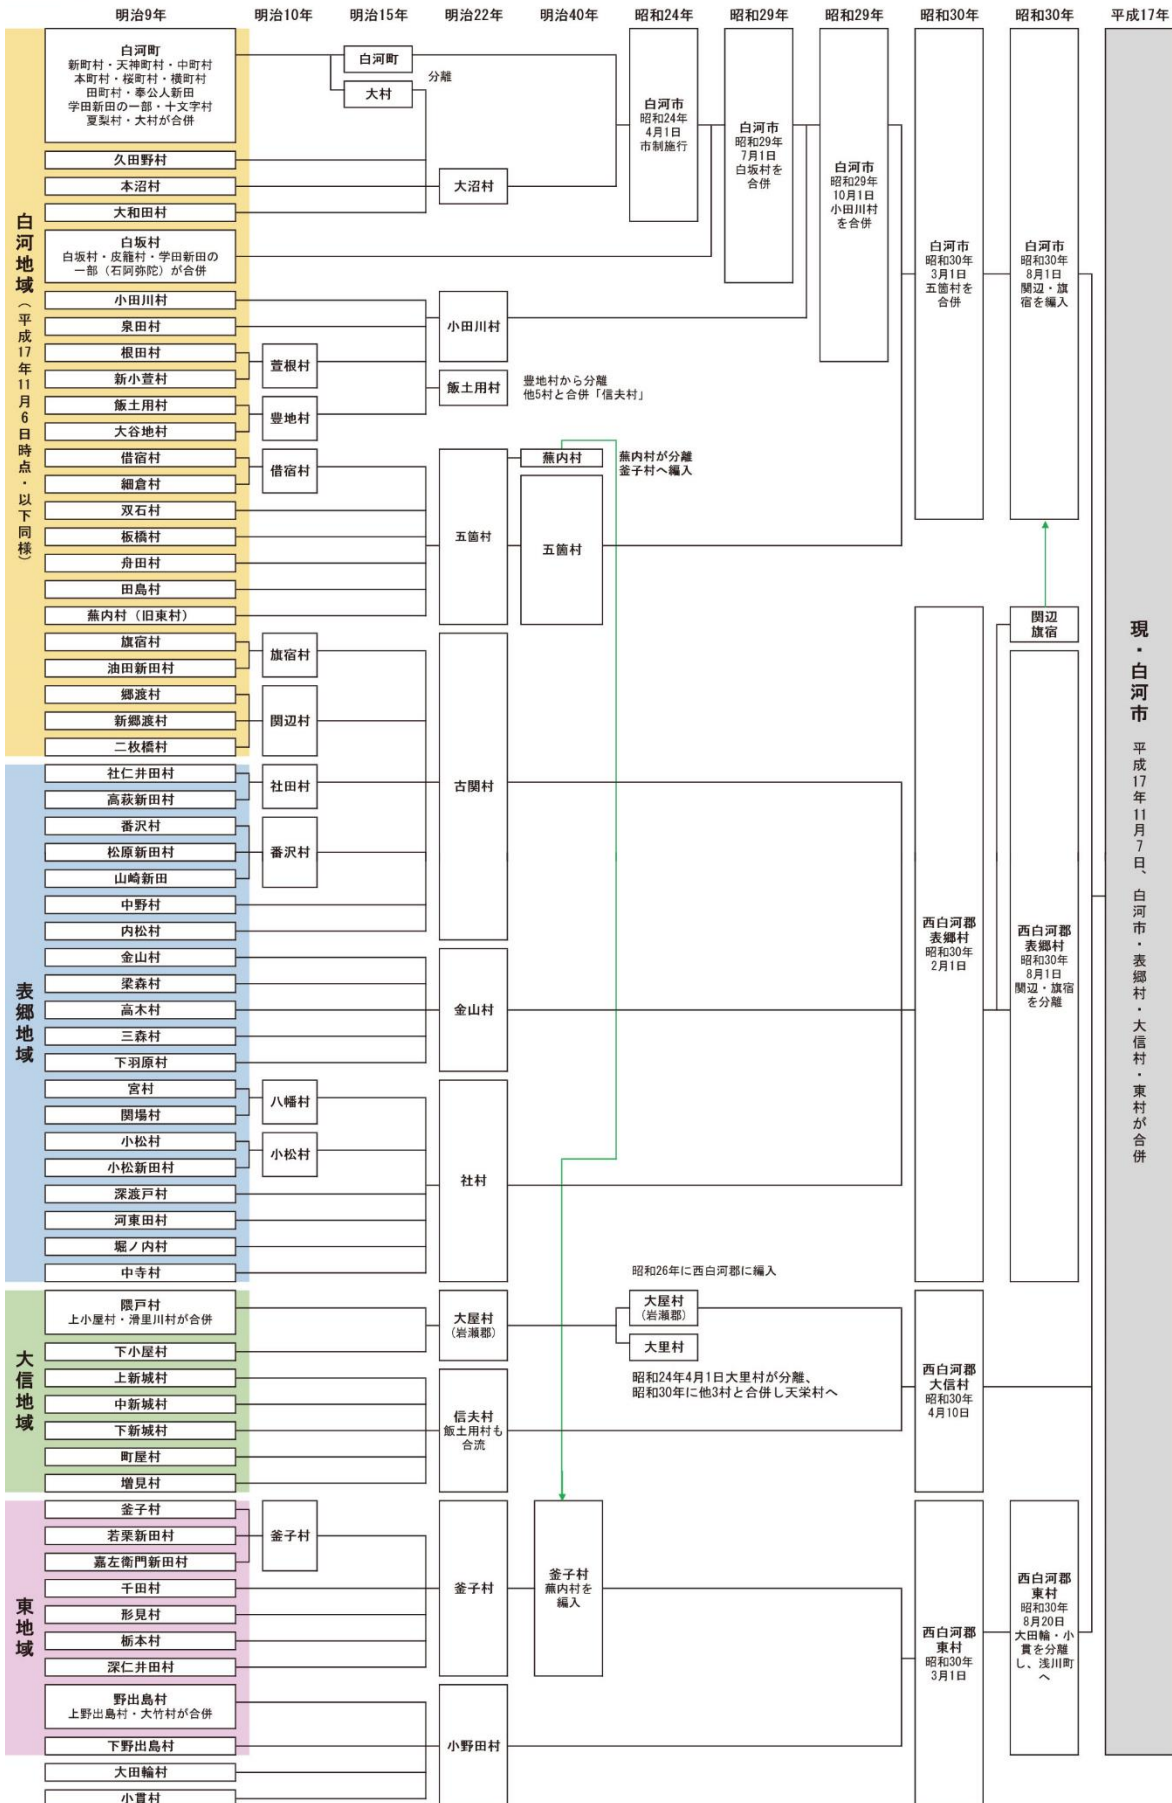 明治9年
明治10年
明治15年
明治22年
明治40年
昭和24年
昭和29年
昭和29年
昭和30年
昭和30年
平成17年
白河地域（平成17年11月6日時点・以下同様）
白河町
新町村・天神町村・中町村
本町村・桜町村・横町村
田町村・奉公人新田
学田新田の一部・十文字村
夏梨村・大村が合併
久田野村
本沼村
大和田村
白坂村
白坂村・皮籠村・学田新田の
一部（石阿弥陀）が合併
小田川村
泉田村
根田村
新小萱村
飯土用村
大谷地村
借宿村
細倉村
双石村
板橋村
舟田村
田島村
蕪内村（旧東村）
旗宿村
油田新田村
郷渡村
新郷渡村
二枚橋村
表郷地域
社仁井田村
高萩新田村
番沢村
松原新田村
山崎新田
中野村
内松村
金山村
梁森村
高木村
三森村
下羽原村
宮村
関場村
小松村
小松新田村
深渡戸村
河東田村
堀ノ内村
中寺村
大信地域
隈戸村
上小屋村・滑里川村が合併
下小屋村
上新城村
中新城村
下新城村
町屋村
増見村
東地域
釜子村
若栗新田村
嘉左衛門新田村
千田村
形見村
栃本村
深仁井田村
野出島村
上野出島村・大竹村が合併
下野出島村
大田輪村
小貫村
萱根村
豊地村
借宿村
旗宿村
関辺村
社田村
番沢村
八幡村
小松村
釜子村
白河町
大村
分離
大沼村
小田川村
飯土用村
豊地村から分離
他5村と合併「信夫村」
五箇村
古関村
金山村
社村
大屋村
(岩瀬郡)
信夫村
飯土用村も
合流
釜子村
小野田村
蕪内村
蕪内村が分離
釜子村へ編入
五箇村
釜子村
蕪内村を
編入
白河市
昭和24年
4月1日
市制施行
昭和26年に西白河郡に編入
大屋村
(岩瀬郡)
大里村
昭和24年4月1日大里村が分離、
昭和30年に他3村と合併し天栄村へ
白河市
昭和29年
7月1日
白坂村を
合併
白河市
昭和29年
10月1日
小田川村
を合併
白河市
昭和30年
3月1日
五箇村を
合併
西白河郡
表郷村
昭和30年
2月1日
西白河郡
大信村
昭和30年
4月10日
西白河郡
東村
昭和30年
3月1日
白河市
昭和30年
8月1日
関辺・旗
宿を編入
関辺
旗宿
西白河郡
表郷村
昭和30年
8月1日
関辺・旗宿
を分離
西白河郡
東村
昭和30年
8月20日
大田輪・小
貫を分離
し、浅川町
へ
現・白河市 平成17年11月7日、白河市・表郷村・大信村・東村が合併